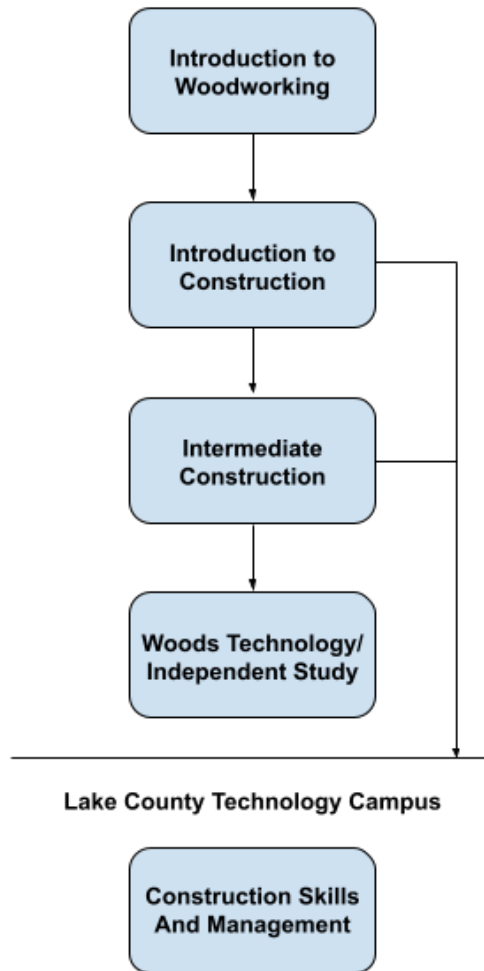 Introduction to
Woodworking
Introduction to
Construction
Intermediate
Construction
Woods Technology/
Independent Study
Lake County Technology Campus
Construction Skills
And Management